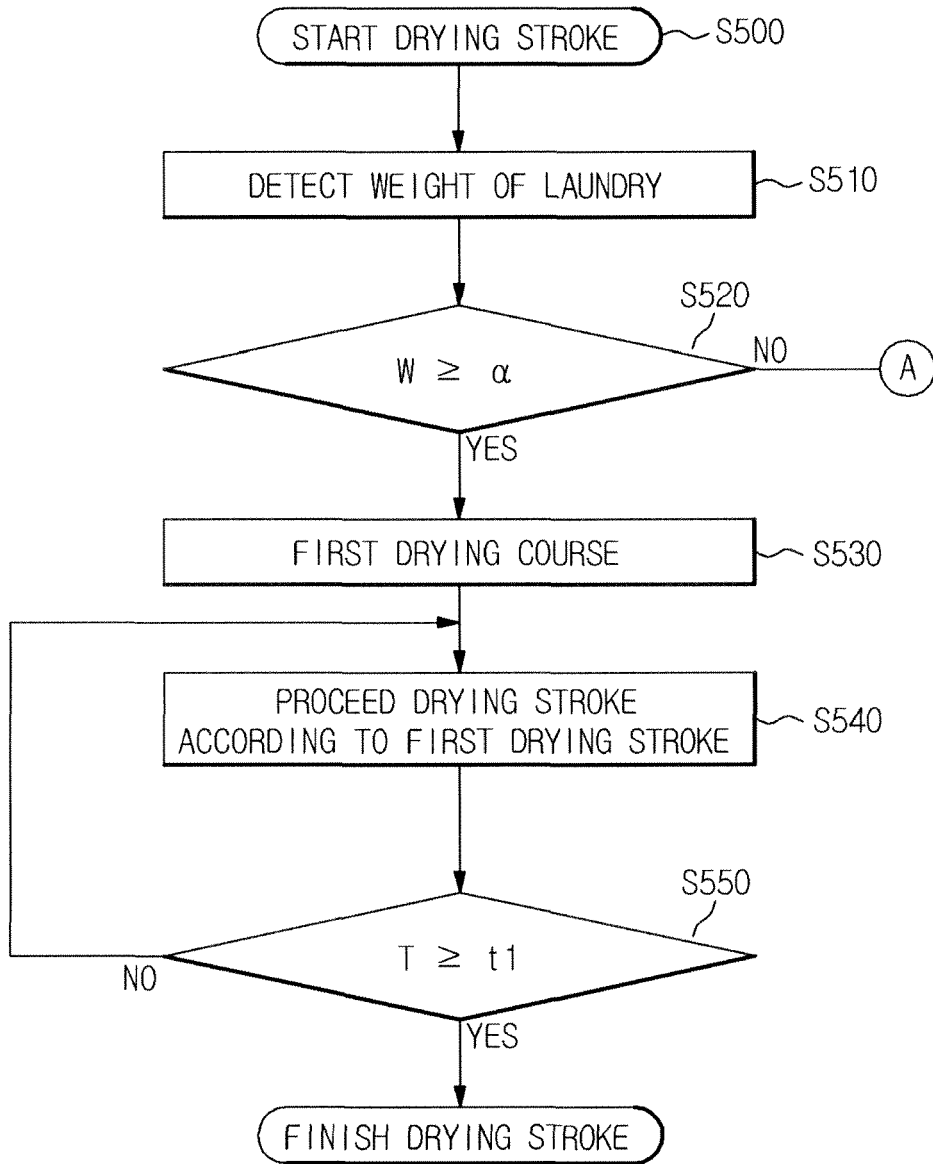 START DRYING STROKE
S500
DETECT WEIGHT OF LAUNDRY
S510
S520
W ≥ α
NO
A
YES
FIRST DRYING COURSE
S530
PROCEED DRYING STROKE
ACCORDING TO FIRST DRYING STROKE
S540
S550
T ≥ t1
NO
YES
FINISH DRYING STROKE